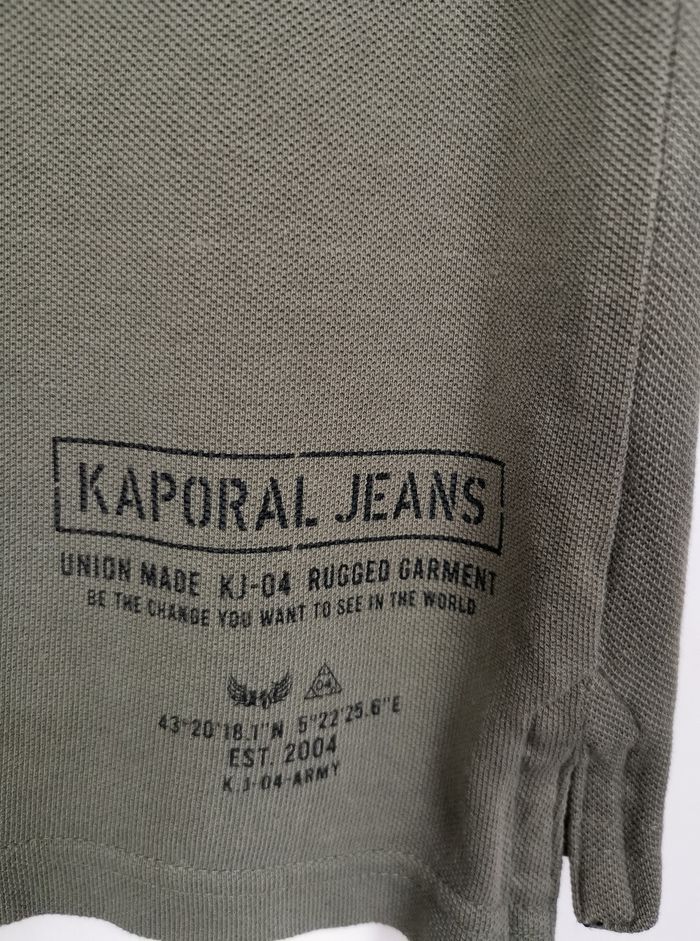 KAPORAL JEANS
UNION MADE KJ-04 RUGGED GARMENT
BE THE CHANGE YOU WANT TO SEE IN THE WORLD
04
43°20'18.1"N 5°22'25.6"E
EST. 2004
KJ-04-ARMY